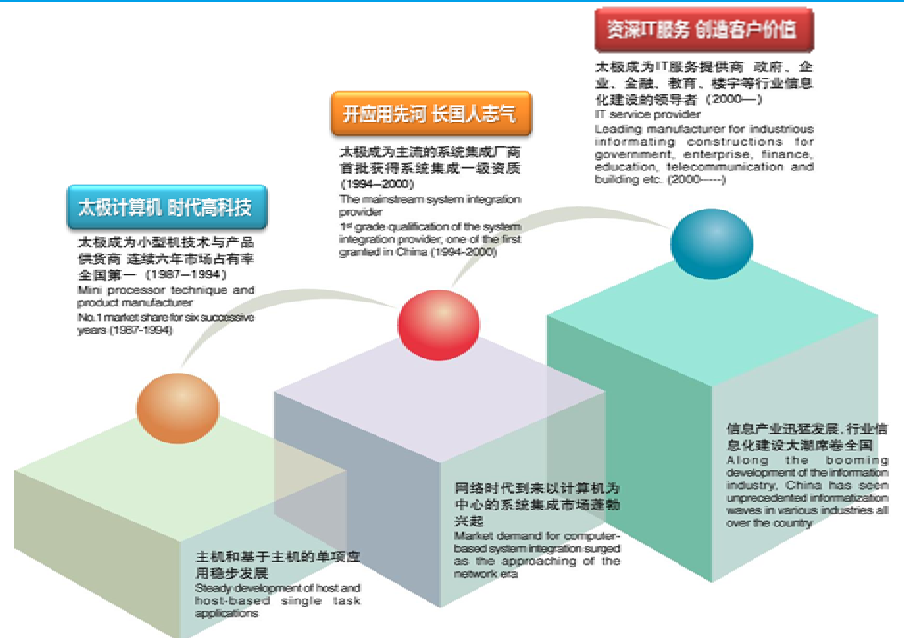 太极计算机 时代高科技
太极成为小型机技术与产品
供货商 连续六年市场占有率
全国第一 (1987-1994)
Mini processor technique and
product manufacturer
No.1 market share for six successive
years (1987-1994)
开应用先河 长国人志气
太极成为主流的系统集成厂商
首批获得系统集成一级资质
(1994-2000)
The mainstream system integration
provider
1st grade qualification of the system
integration provider, one of the first
granted in China (1994-2000)
资深IT服务 创造客户价值
太极成为IT服务提供商 政府、企
业、金融、教育、楼宇等行业信息
化建设的领导者 (2000—)
IT service provider
Leading manufacturer for industrious
informating constructions for
government, enterprise, finance,
education, telecommunication and
building etc. (2000-----)
主机和基于主机的单项应
用稳步发展
Steady development of host and
host-based single task
applications
网络时代到来以计算机为
中心的系统集成市场蓬勃
兴起
Market demand for computer-
based system integration surged
as the approaching of the
network era
信息产业迅猛发展,行业信
息化建设大潮席卷全国
Along the booming
development of the information
industry, China has seen
unprecedented informatization
waves in various industries all
over the country